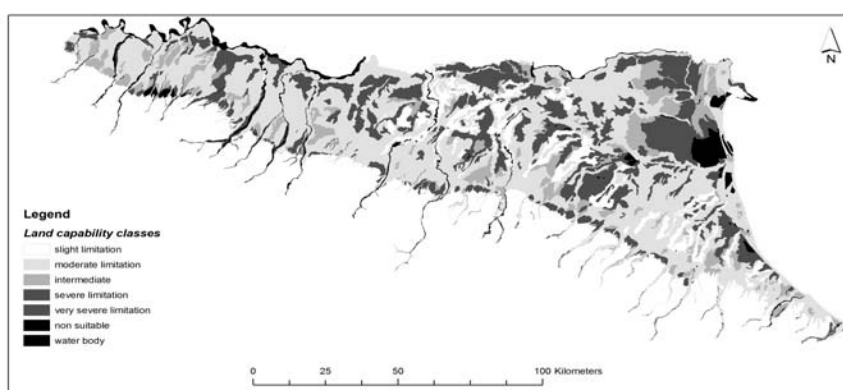 N
Legend
Land capability classes
slight limitation
moderate limitation
intermediate
severe limitation
very severe limitation
non suitable
water body
0 25 50 100 Kilometers